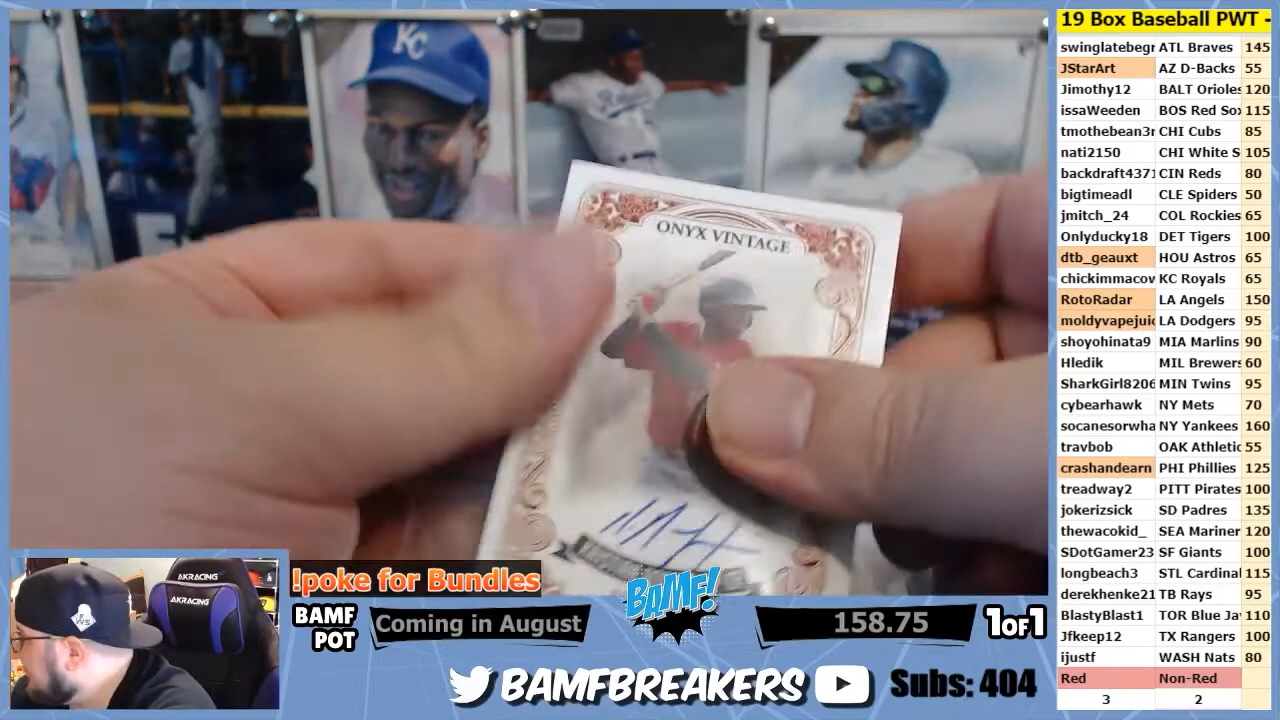 KC
ONYX VINTAGE
AKRACING
AKRACING
!poke for Bundles
BAMF POT
Coming in August
BAMF!
158.75
1OF1
BAMFBREAKERS
Subs: 404
19 Box Baseball PWT -
swinglatebegr ATL Braves 145
JStarArt AZ D-Backs 55
Jimothy12 BALT Orioles 120
issaWeeden BOS Red Sox 115
tmothebean3r CHI Cubs 85
nati2150 CHI White S 105
backdraft4371 CIN Reds 80
bigtimeadl CLE Spiders 50
jmitch_24 COL Rockies 65
Onlyducky18 DET Tigers 100
dtb_geauxt HOU Astros 65
chickimmacov KC Royals 65
RotoRadar LA Angels 150
moldyvapejuic LA Dodgers 95
shoyohinata9 MIA Marlins 90
Hledik MIL Brewers 60
SharkGirl8206 MIN Twins 95
cybearhawk NY Mets 70
socanesorwha NY Yankees 160
travbob OAK Athletic 55
crashandearn PHI Phillies 125
treadway2 PITT Pirates 100
jokerizsick SD Padres 135
thewacokid_ SEA Mariner 120
SDotGamer23 SF Giants 100
longbeach3 STL Cardinal 115
derekhenke21 TB Rays 95
BlastyBlast1 TOR Blue Ja 110
Jfkeep12 TX Rangers 100
ijustf WASH Nats 80
Red Non-Red
3 2